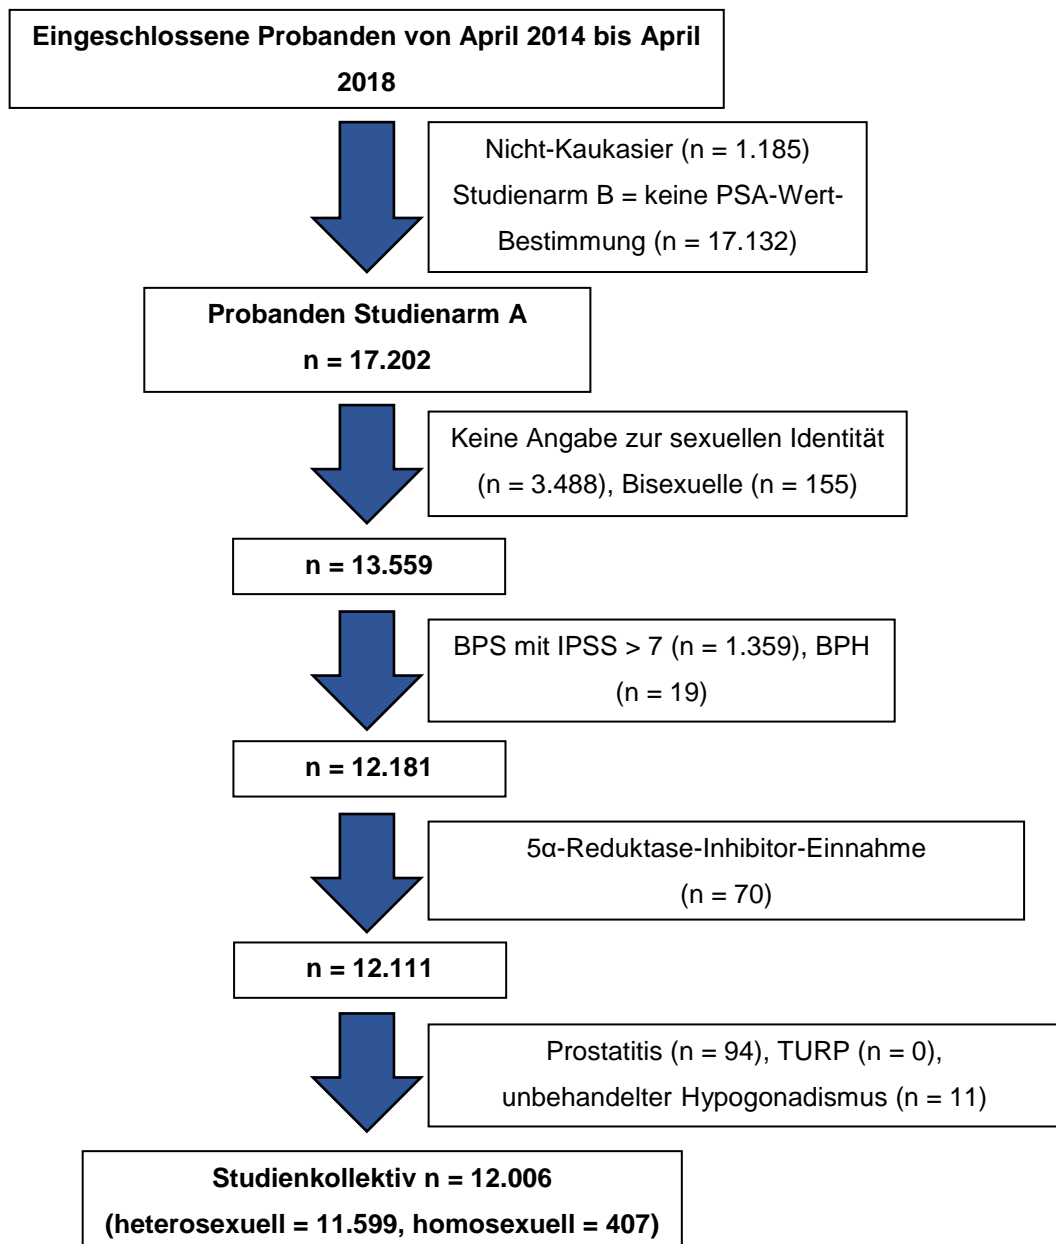 Eingeschlossene Probanden von April 2014 bis April
2018
Nicht-Kaukasier (n = 1.185)
Studienarm B = keine PSA-Wert-
Bestimmung (n = 17.132)
Probanden Studienarm A
n = 17.202
Keine Angabe zur sexuellen Identität
(n = 3.488), Bisexuelle (n = 155)
n = 13.559
BPS mit IPSS > 7 (n = 1.359), BPH
(n = 19)
n = 12.181
5α-Reduktase-Inhibitor-Einnahme
(n = 70)
n = 12.111
Prostatitis (n = 94), TURP (n = 0),
unbehandelter Hypogonadismus (n = 11)
Studienkollektiv n = 12.006
(heterosexuell = 11.599, homosexuell = 407)